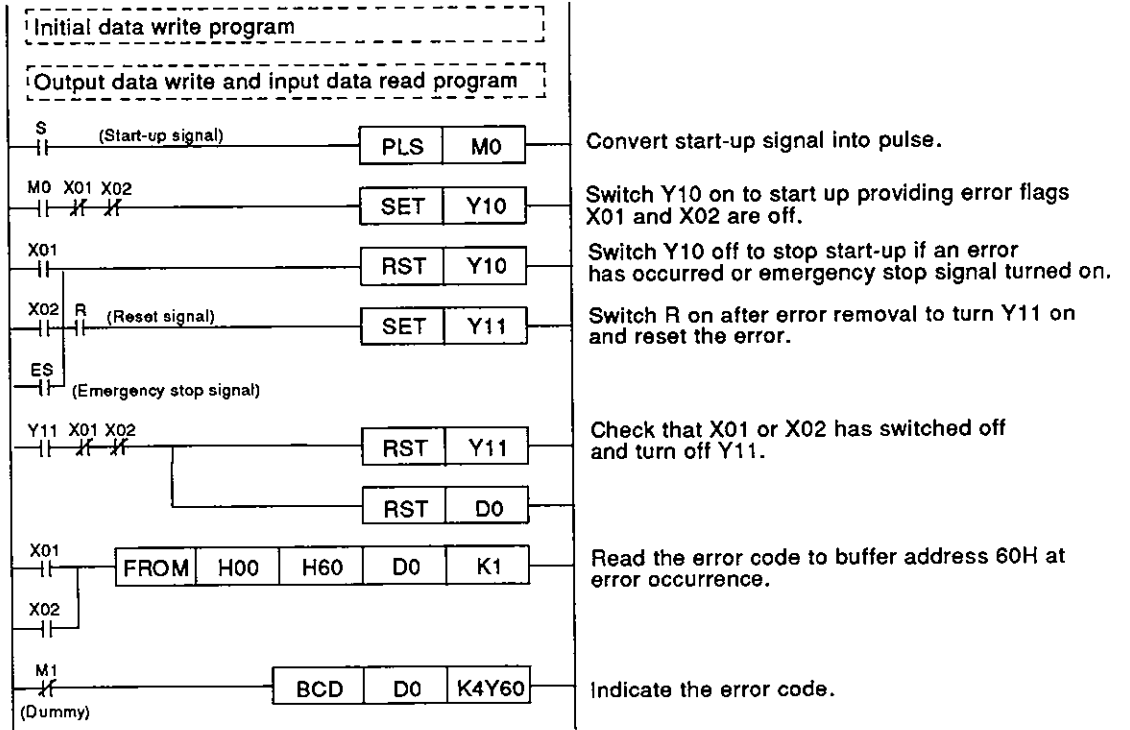 Initial data write program
Output data write and input data read program
S (Start-up signal) PLS M0 Convert start-up signal into pulse.
M0 X01 X02 SET Y10 Switch Y10 on to start up providing error flags
X01 and X02 are off.
X01 RST Y10 Switch Y10 off to stop start-up if an error
has occurred or emergency stop signal turned on.
X02 R (Reset signal) SET Y11 Switch R on after error removal to turn Y11 on
and reset the error.
ES
(Emergency stop signal)
Y11 X01 X02 RST Y11 Check that X01 or X02 has switched off
and turn off Y11.
RST D0
X01 FROM H00 H60 D0 K1 Read the error code to buffer address 60H at
error occurrence.
X02
M1 BCD D0 K4Y60 Indicate the error code.
(Dummy)